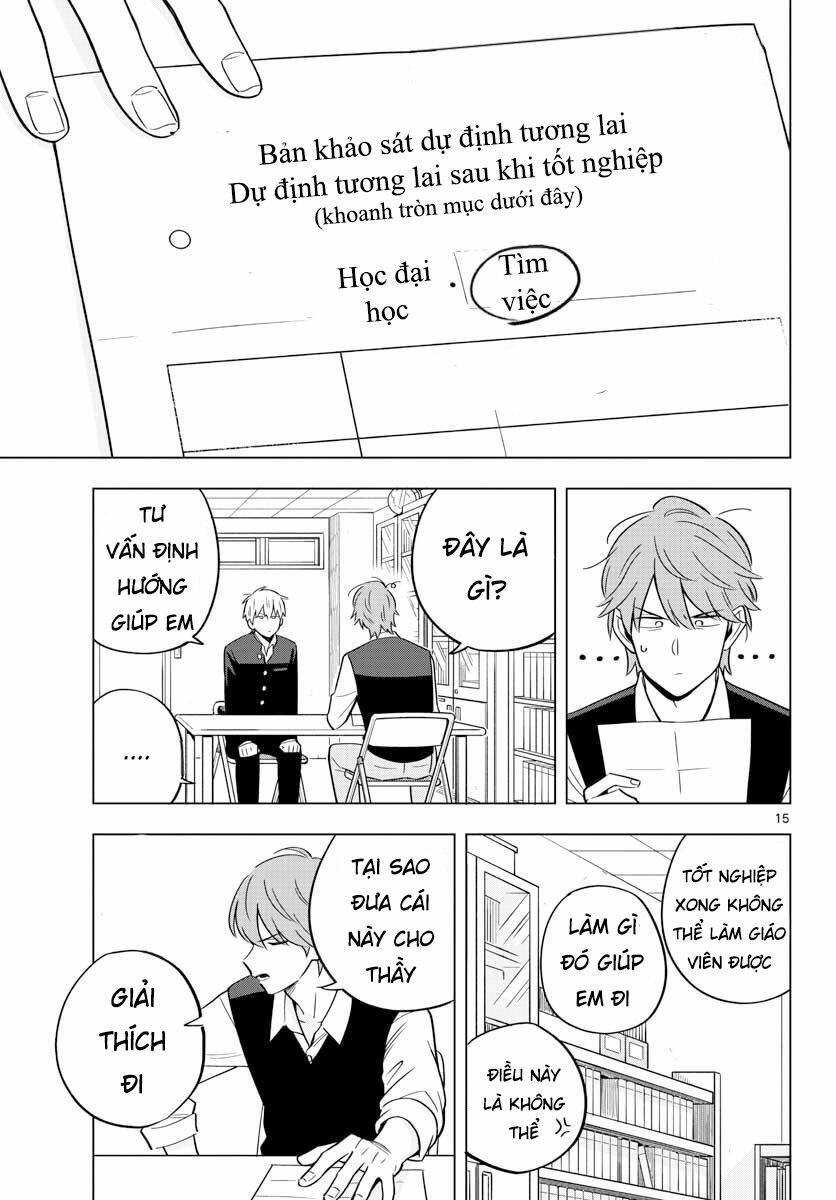 Bản khảo sát dự định tương lai
Dự định tương lai sau khi tốt nghiệp
(khoanh tròn mục dưới đây)
Học đại
học
.
Tìm
việc
......
ĐÂY LÀ
GÌ?
TƯ
VẤN ĐỊNH
HƯỚNG
GIÚP EM
....
15
TỐT NGHIỆP
XONG KHÔNG
THỂ LÀM GIÁO
VIÊN ĐƯỢC
LÀM GÌ
ĐÓ GIÚP
EM ĐI
ĐIỀU NÀY
LÀ KHÔNG
THỂ
TẠI SAO
ĐƯA CÁI
NÀY CHO
THẦY
GIẢI
THÍCH
ĐI